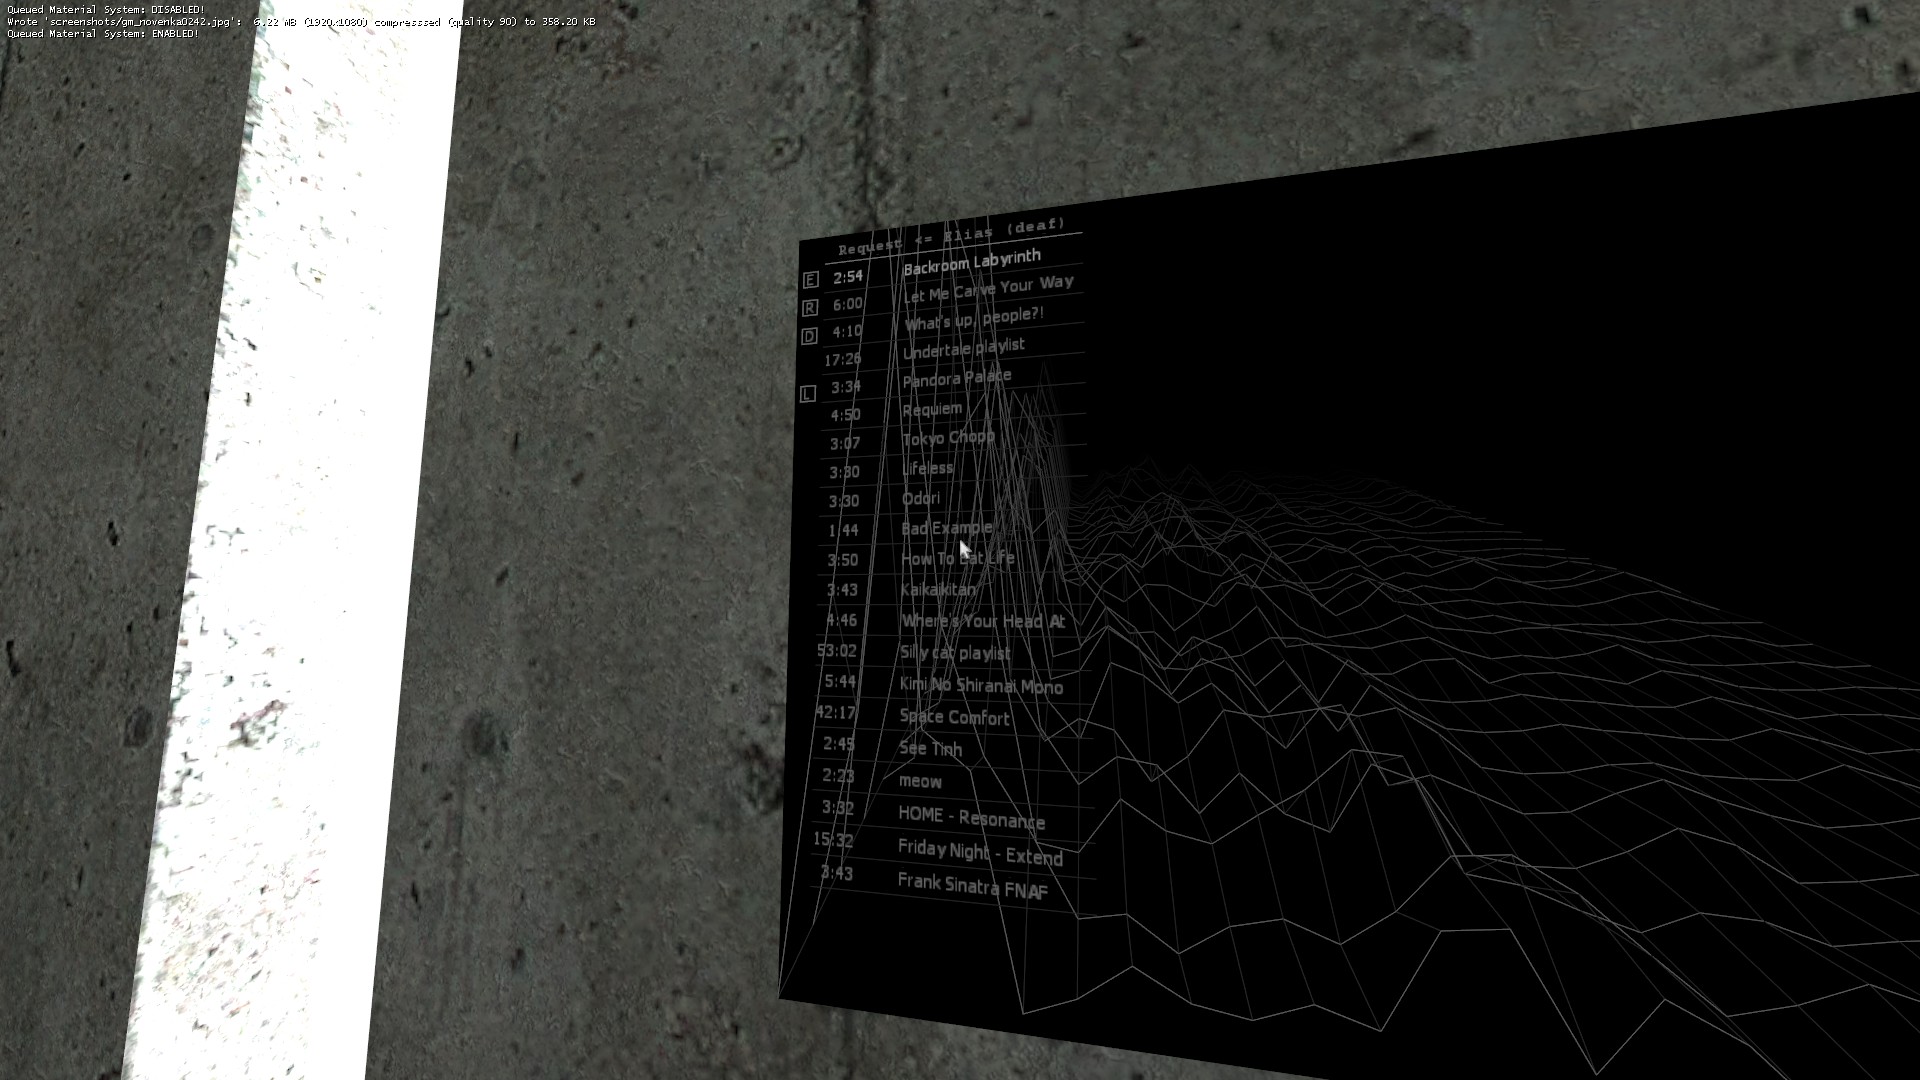 Queued Material System: DISABLED!
Wrote 'screenshots/gm_novenka0242.jpg': 6.22 MB (1920x1080) compresssed (quality 90) to 358.20 KB
Queued Material System: ENABLED!
Request <= Elias (deaf)
E 2:54 Backroom Labyrinth
R 6:00 Let Me Carve Your Way
D 4:10 What's up, people?!
17:26 Undertale playlist
L 3:34 Pandora Palace
4:50 Requiem
3:07 Tokyo Chopp
3:30 Lifeless
3:30 Odori
1:44 Bad Example
3:50 How To Eat Life
3:43 Kaikaikitan
4:46 Where's Your Head At
53:02 Silly cat playlist
5:44 Kimi No Shiranai Mono
42:17 Space Comfort
2:45 See Tinh
2:23 meow
3:32 HOME - Resonance
15:32 Friday Night - Extend
3:43 Frank Sinatra FNAF